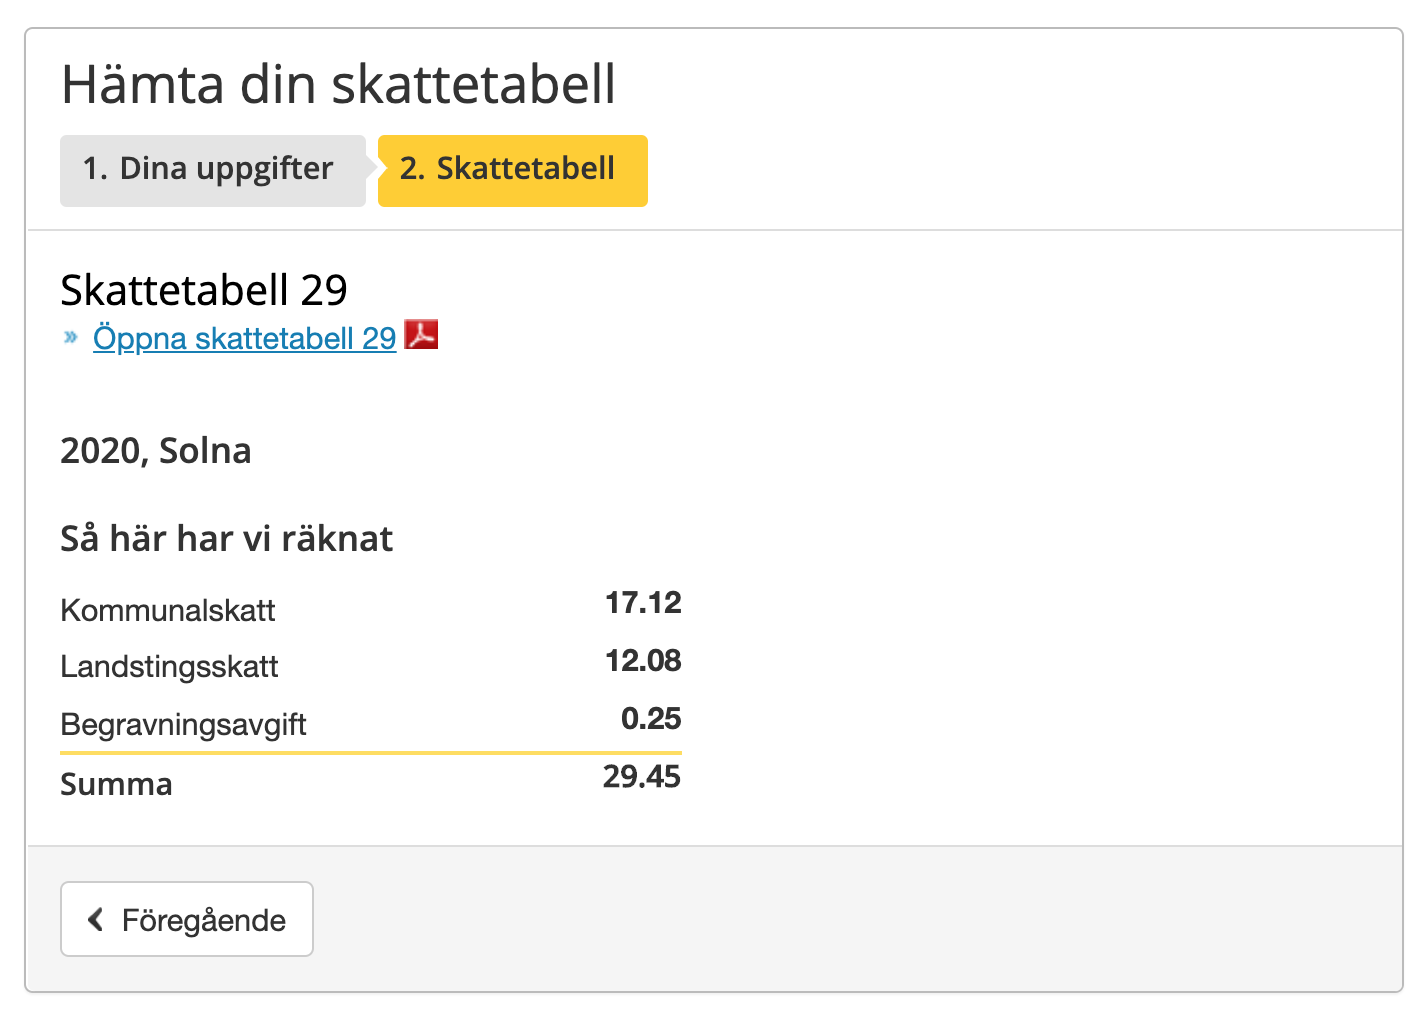 Hämta din skattetabell
1. Dina uppgifter
2. Skattetabell
Skattetabell 29
» Öppna skattetabell 29
2020, Solna
Så här har vi räknat
Kommunalskatt 17.12
Landstingsskatt 12.08
Begravningsavgift 0.25
Summa 29.45
Föregående